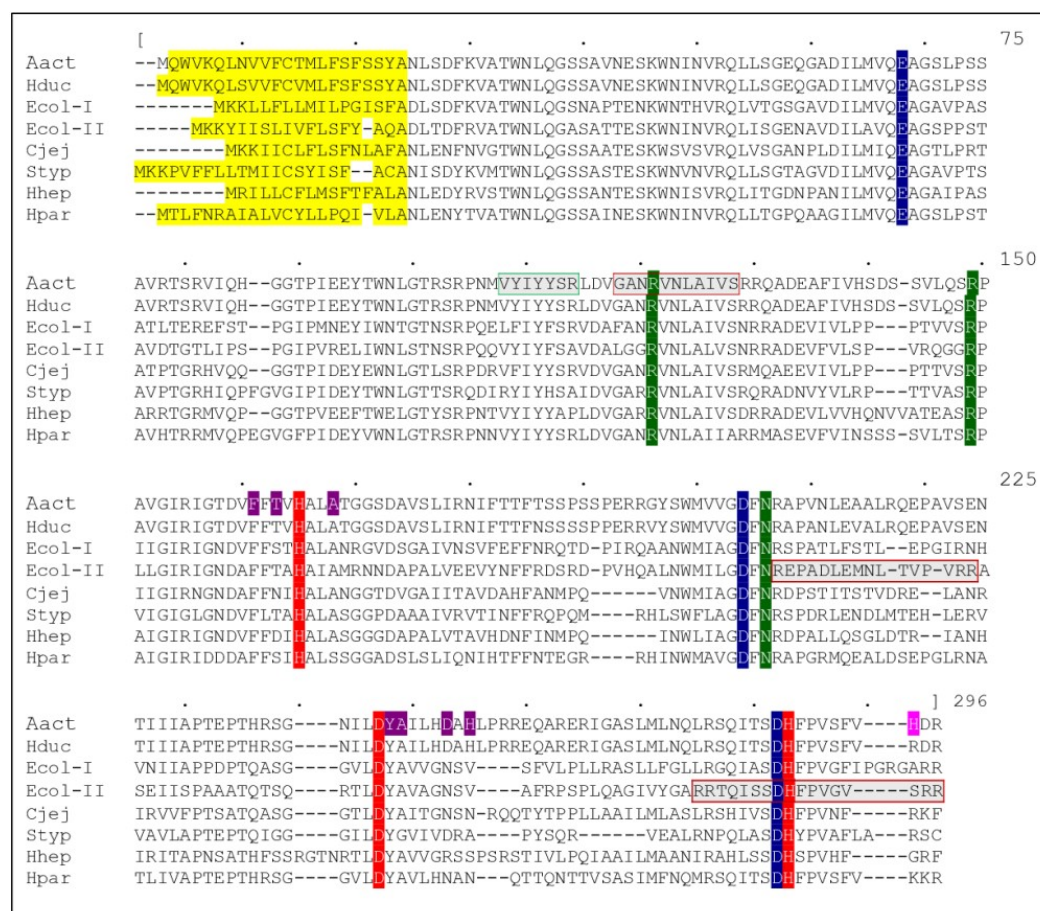 [ . . . . . . . 75
Aact --MQWVKQLNVVFCTMLFSFSSYANLSDFKVATWNLQGSSAVNESKWNINVRQLLSGEQGADILMVQEAGSLPSS
Hduc --MQWVKQLSVVFCVMLFSFSSYANLSDFKVATWNLQGSSAVNESKWNINVRQLLSGEQGADILMVQEAGSLPSS
Ecol-I -------MKKLLFLLMILPGISFADLSDFKVATWNLQGSNAPTENKWNTHVRQLVTGSGAVDILMVQEAGAVPAS
Ecol-II -----MKKYIISLIVFLSFY-AQADLTDFRVATWNLQGASATTESKWNINVRQLISGENAVDILAVQEAGSPPST
Cjej --------MKKIICLFLSFNLAFANLENFNVGTWNLQGSSAATESKWSVSVRQLVSGANPLDILMIQEAGTLPRT
Styp MKKPVFFLLTMIICSYISF--ACANISDYKVMTWNLQGSSASTESKWNVNVRQLLSGTAGVDILMVQEAGAVPTS
Hhep --------MRILLCFLMSFTFALANLEDYRVSTWNLQGSSANTESKWNISVRQLITGDNPANILMVQEAGAIPAS
Hpar --MTLFNRAIALVCYLLPQI-VLANLENYTVATWNLQGSSAINESKWNINVRQLLTGPQAAGILMVQEAGSLPST
. . . . . . . 150
Aact AVRTSRVIQH--GGTPIEEYTWNLGTRSRPNMVYIYYSRLDVGANRVNLAIVSRRQADEAFIVHSDS-SVLQSRP
Hduc AVRTSRVIQH--GGTPIEEYTWNLGTRSRPNMVYIYYSRLDVGANRVNLAIVSRRQADEAFIVHSDS-SVLQSRP
Ecol-I ATLTEREFST--PGIPMNEYIWNTGTNSRPQELFIYFSRVDAFANRVNLAIVSNRRADEVIVLPP--PTVVSRP
Ecol-II AVDTGTLIPS--PGIPVRELIWNLSTNSRPQQVYIYFSAVDALGGRVNLALVSNRRADEVFVLSP--VRQGGRP
Cjej ATPTGRHVQQ--GGTPIDEYEWNLGTLSRPDRVFIYYSRVDVGANRVNLAIVSRMQAEEVIVLPP--PTTVSRP
Styp AVPTGRHIQPFGVGIPIDEYTWNLGTTSRQDIRYIYHSAIDVGARRVNLAIVSRQRADNVYVLRP--TTVASRP
Hhep ARRTGRMVQP--GGTPVEEFTWELGTYSRPNTVYIYYAPLDVGARRVNLAIVSDRRADEVLVVHQNVVATEASRP
Hpar AVHTRRMVQPEGVGFPIDEYVWNLGTRSRPNNVYIYYSRLDVGANRVNLAIIARRMASEVFVINSSS-SVLTSRP
. . . . . . . 225
Aact AVGIRIGTDVFFTVHALATGGSDAVSLIRNIFTTFTSSPSSPERRGYSWMVVGDFNRAPVNLEAALRQEPAVSEN
Hduc AVGIRIGTDVFFTVHALATGGSDAVSLIRNIFTTFNSSSSPPERRVYSWMVVGDFNRAPANLEVALRQEPAVSEN
Ecol-I IIGIRIGNDVFFSTHALANRGVDSGAIVNSVFEFFNRQTD-PIRQAANWMIAGDFNRSPATLFSTL--EPGIRNH
Ecol-II LLGIRIGNDVFFTAHAIAMRNNDAPALVEEVYNFFRDSRD-PVHQALNWMILGDFNREPADLEMNL-TVP-VRRA
Cjej IIGIRNGNDAFFNIHALANGGTDVGAIITAVDAHFANMPQ------VNWMIAGDFNRDPSTITSTVDRE--LANR
Styp VIGIGLGNDVFLTAHALASGGPDAAAIVRVTINFFRQPQM----RHLSWFLAGDFNRSPDRLENDLMTEH-LERV
Hhep AIGIRIGNDVFFDIHALASGGGDAPALVTAVHDNFINMPQ------INWLIAGDFNRDPALLQSGLDTR--IANH
Hpar AIGIRIDDDAFFSIHALSSGGADSLSLIQNIHTFFNTEGR----RHINWMAVGDFNRAPGRMQEALDSEPGLRNA
. . . . . . . ] 296
Aact TIIIAPTEPTHRSG----NILDYAILHDAHLPRREQARERIGASLMLNQLRSQITSDHFPVSFV----HDR
Hduc TIIIAPTEPTHRSG----NILDYAILHDAHLPRREQARERIGASLMLNQLRSQITSDHFPVSFV----RDR
Ecol-I VNIIAPPDPTQASG----GVLDYAVVGNSV----SFVLPLLRASLLFGLLRGQIASDHFPVGFIPGRGARR
Ecol-II SEIISPAAATQTSQ----RTLDYAVAGNSV----AFRPSPLQAGIVYGARRTQISSDHFPVGV-----SRR
Cjej IRVVFPTSATQASG----GTLDYAITGNSN-RQQTYTPPLLAAILMLASLRSHIVSDHFPVNF----RKF
Styp VAVLAPTEPTQIGG----GILDYGVIVDRA----PYSQR-----VEALRNPQLASDHYPVAFLA----RSC
Hhep IRITAPNSATHFSSRGTNRTLDYAVVGRSSPSRSTIVLPQIAAILMAANIRAHLSSDHSPVHF----GRF
Hpar TLIVAPTEPTHRSG----GVLDYAVLHNAN---QTTQNTTVSASIMFNQMRSQITSDHFPVSFV----KKR